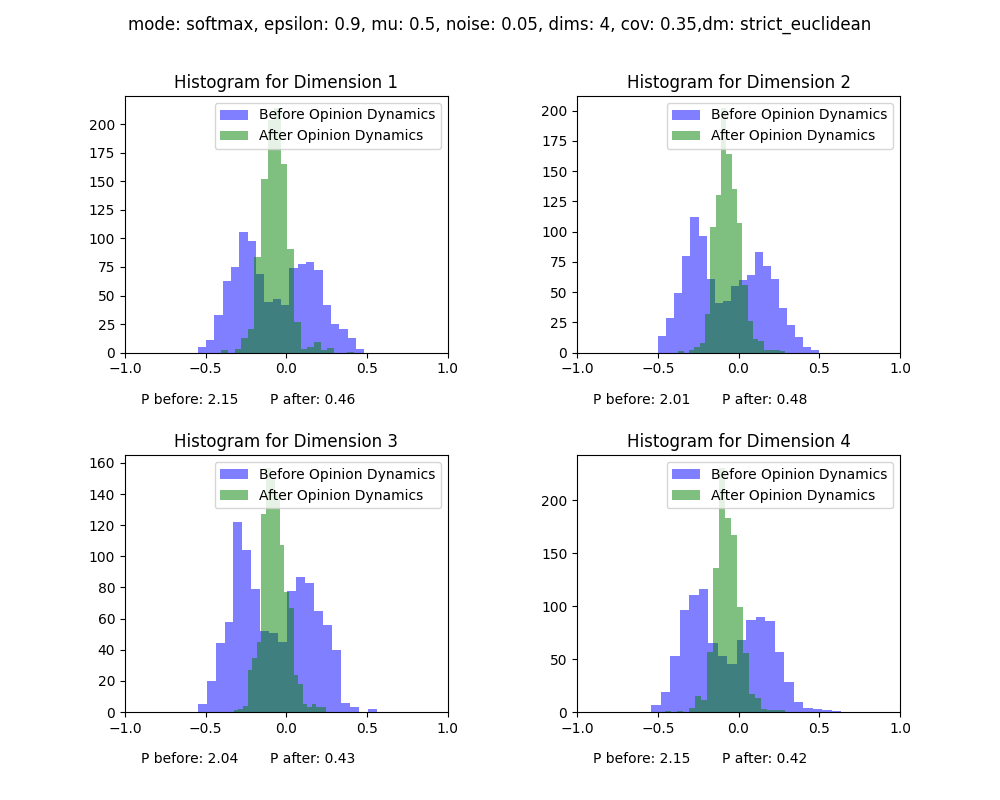 mode: softmax, epsilon: 0.9, mu: 0.5, noise: 0.05, dims: 4, cov: 0.35,dm: strict_euclidean
Histogram for Dimension 1
Before Opinion Dynamics
After Opinion Dynamics
200
175
150
125
100
75
50
25
0
−1.0 −0.5 0.0 0.5 1.0
P before: 2.15 P after: 0.46
Histogram for Dimension 2
Before Opinion Dynamics
After Opinion Dynamics
200
175
150
125
100
75
50
25
0
−1.0 −0.5 0.0 0.5 1.0
P before: 2.01 P after: 0.48
Histogram for Dimension 3
Before Opinion Dynamics
After Opinion Dynamics
160
140
120
100
80
60
40
20
0
−1.0 −0.5 0.0 0.5 1.0
P before: 2.04 P after: 0.43
Histogram for Dimension 4
Before Opinion Dynamics
After Opinion Dynamics
200
150
100
50
0
−1.0 −0.5 0.0 0.5 1.0
P before: 2.15 P after: 0.42